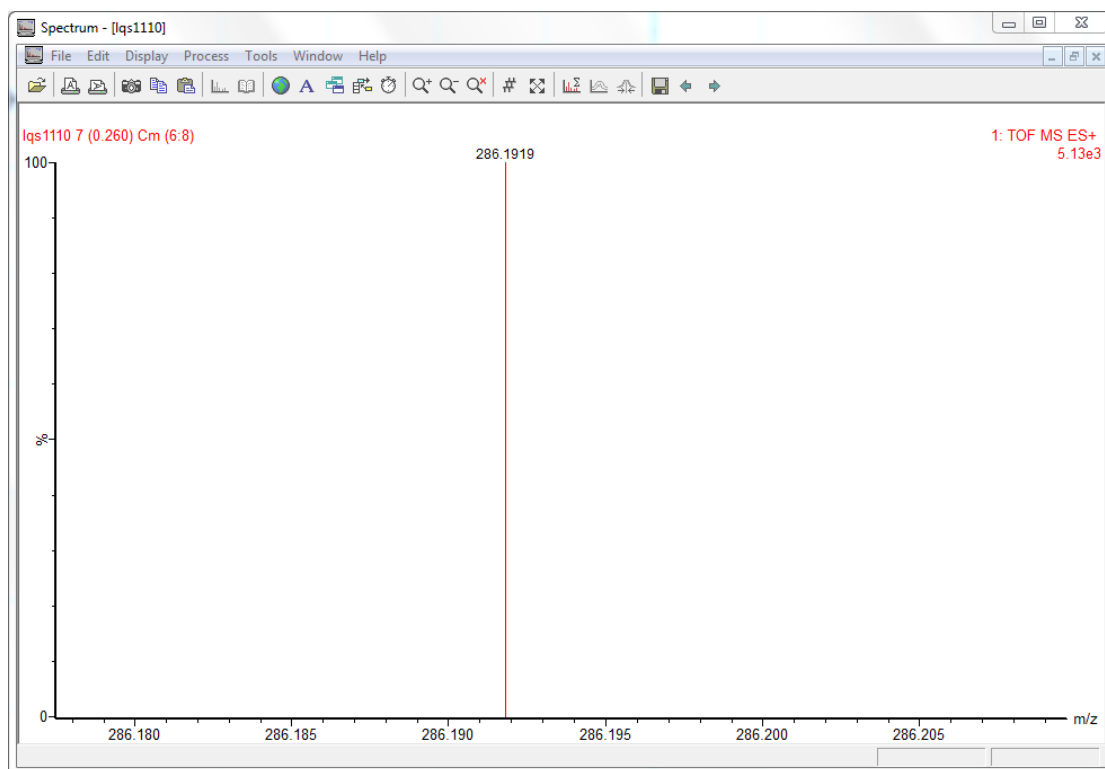 Spectrum - [lqs1110]
File Edit Display Process Tools Window Help
lqs1110 7 (0.260) Cm (6:8)
1: TOF MS ES+
5.13e3
286.1919
100
%
0
286.180 286.185 286.190 286.195 286.200 286.205
m/z